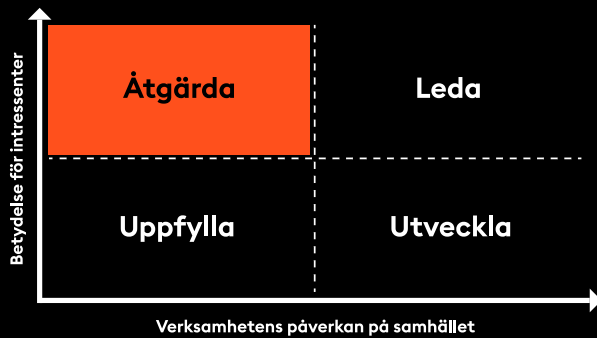 Betydelse för intressenter
Åtgärda
Leda
Uppfylla
Utveckla
Verksamhetens påverkan på samhället